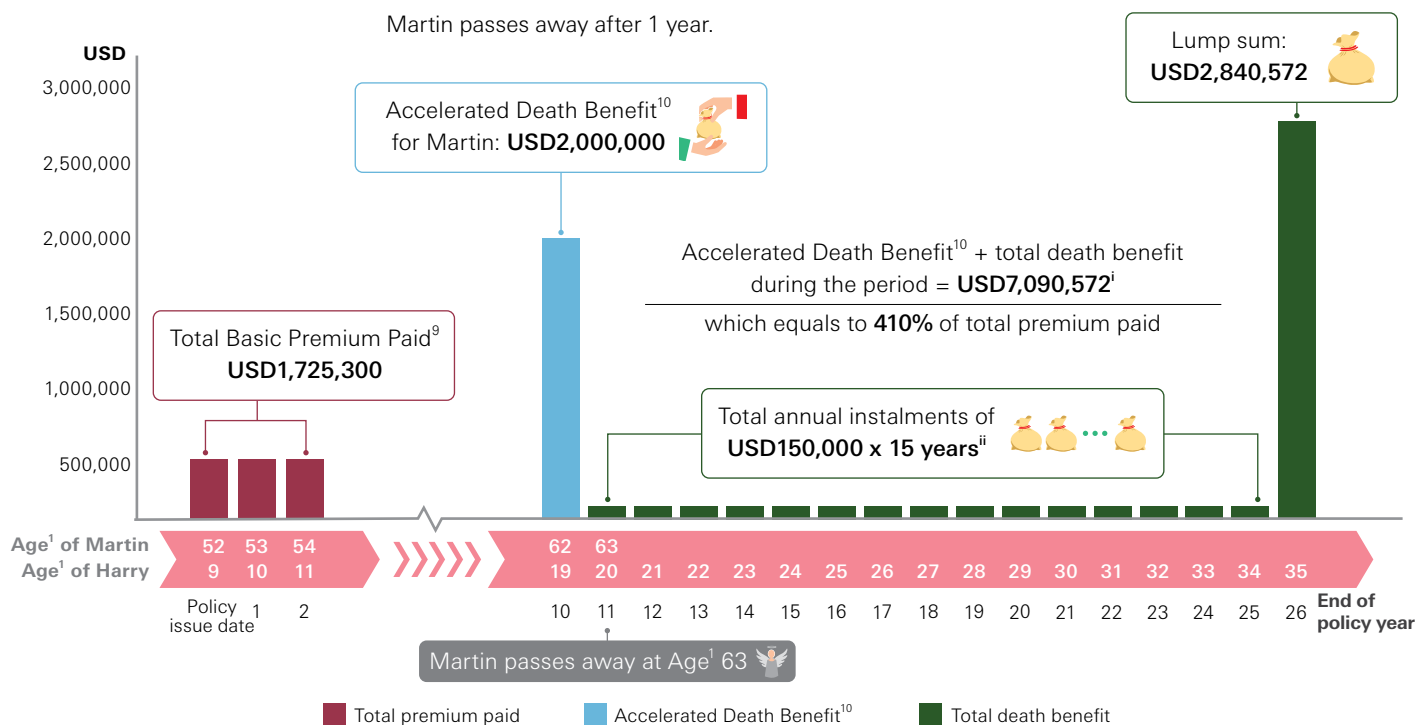 Martin passes away after 1 year.
USD
3,000,000
2,500,000
2,000,000
1,500,000
1,000,000
500,000
Accelerated Death Benefit¹⁰
for Martin: USD2,000,000
Lump sum:
USD2,840,572
Accelerated Death Benefit¹⁰ + total death benefit
during the period = USD7,090,572ⁱ
which equals to 410% of total premium paid
Total Basic Premium Paid⁹
USD1,725,300
Total annual instalments of
USD150,000 x 15 yearsⁱⁱ
Age¹ of Martin 52 53 54 62 63
Age¹ of Harry 9 10 11 19 20 21 22 23 24 25 26 27 28 29 30 31 32 33 34 35
Policy
issue date 1 2 10 11 12 13 14 15 16 17 18 19 20 21 22 23 24 25 26
End of
policy year
Martin passes away at Age¹ 63
Total premium paid Accelerated Death Benefit¹⁰ Total death benefit